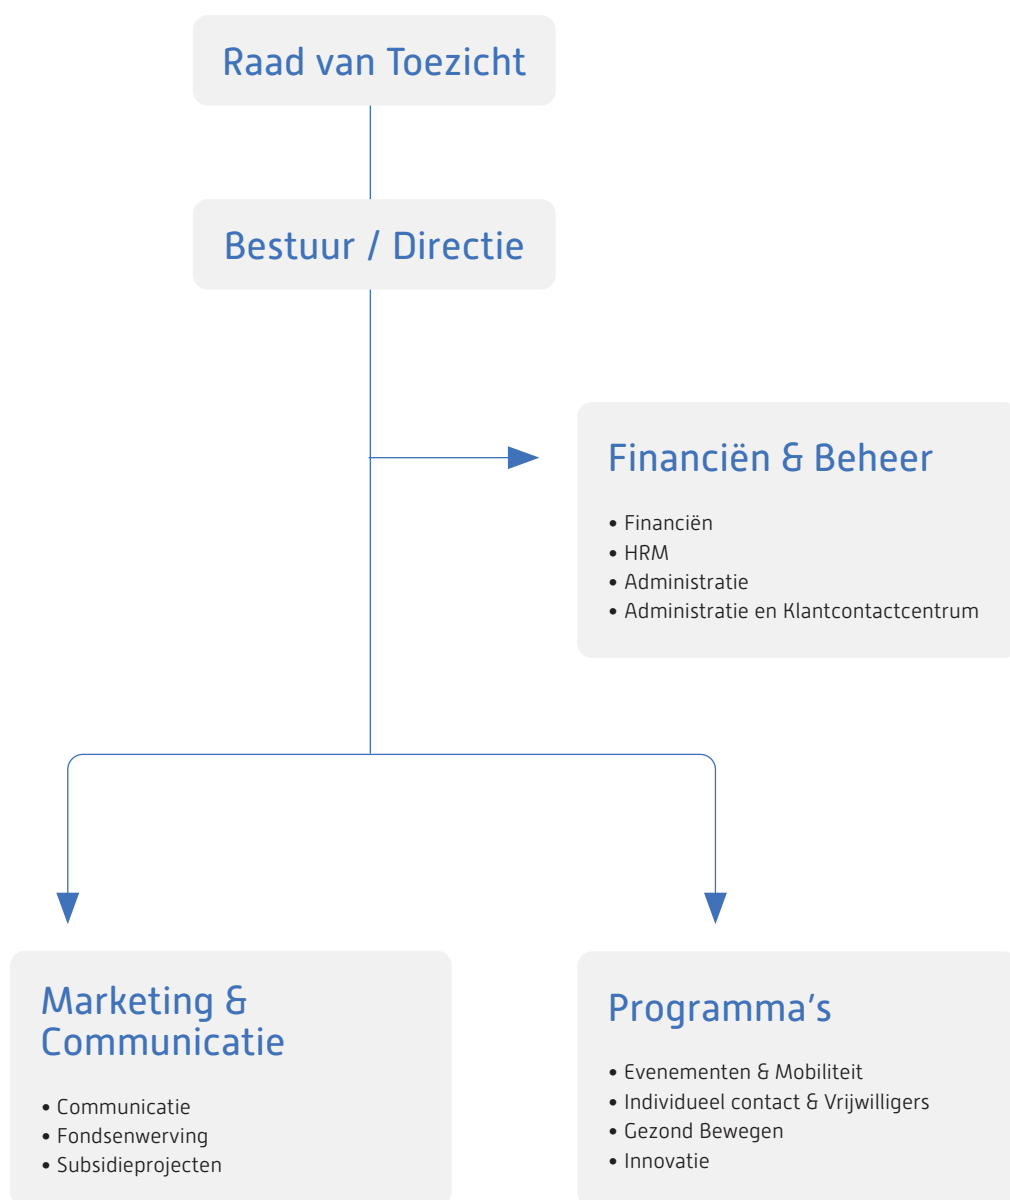 Raad van Toezicht
Bestuur / Directie
Financiën & Beheer
• Financiën
• HRM
• Administratie
• Administratie en Klantcontactcentrum
Marketing &
Communicatie
• Communicatie
• Fondsenwerving
• Subsidieprojecten
Programma’s
• Evenementen & Mobiliteit
• Individueel contact & Vrijwilligers
• Gezond Bewegen
• Innovatie